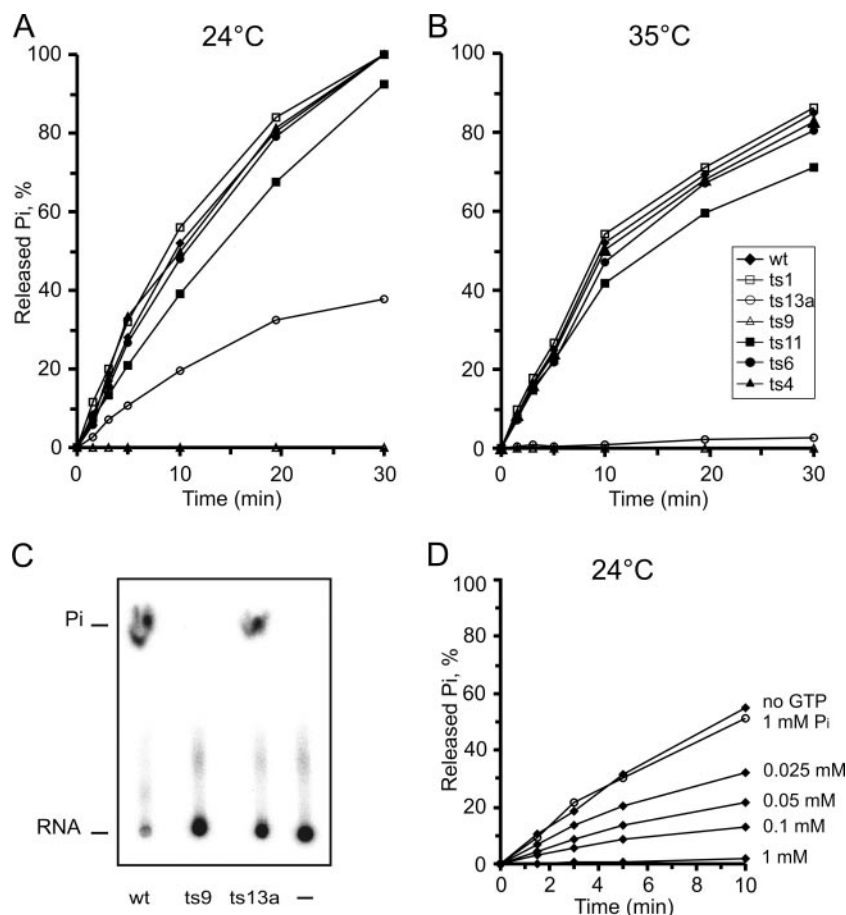 A
24°C
Released Pi, %
100
80
60
40
20
0
0
10
20
30
Time (min)
B
35°C
100
80
60
40
20
0
0
10
20
30
Time (min)
wt
ts1
ts13a
ts9
ts11
ts6
ts4
C
Pi
RNA
wt ts9 ts13a –
D
24°C
Released Pi, %
100
80
60
40
20
0
0 2 4 6 8 10
Time (min)
no GTP
1 mM Pi
0.025 mM
0.05 mM
0.1 mM
1 mM